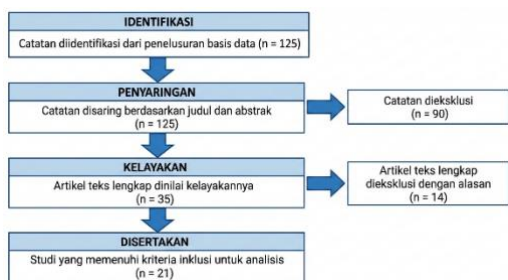 IDENTIFIKASI
Catatan diidentifikasi dari penelusuran basis data (n = 125)
PENYARINGAN
Catatan disaring berdasarkan judul dan abstrak
(n = 125)
Catatan dieksklusi
(n = 90)
KELAYAKAN
Artikel teks lengkap dinilai kelayakannya
(n = 35)
Artikel teks lengkap
dieksklusi dengan alasan
(n = 14)
DISERTAKAN
Studi yang memenuhi kriteria inklusi untuk analisis
(n = 21)